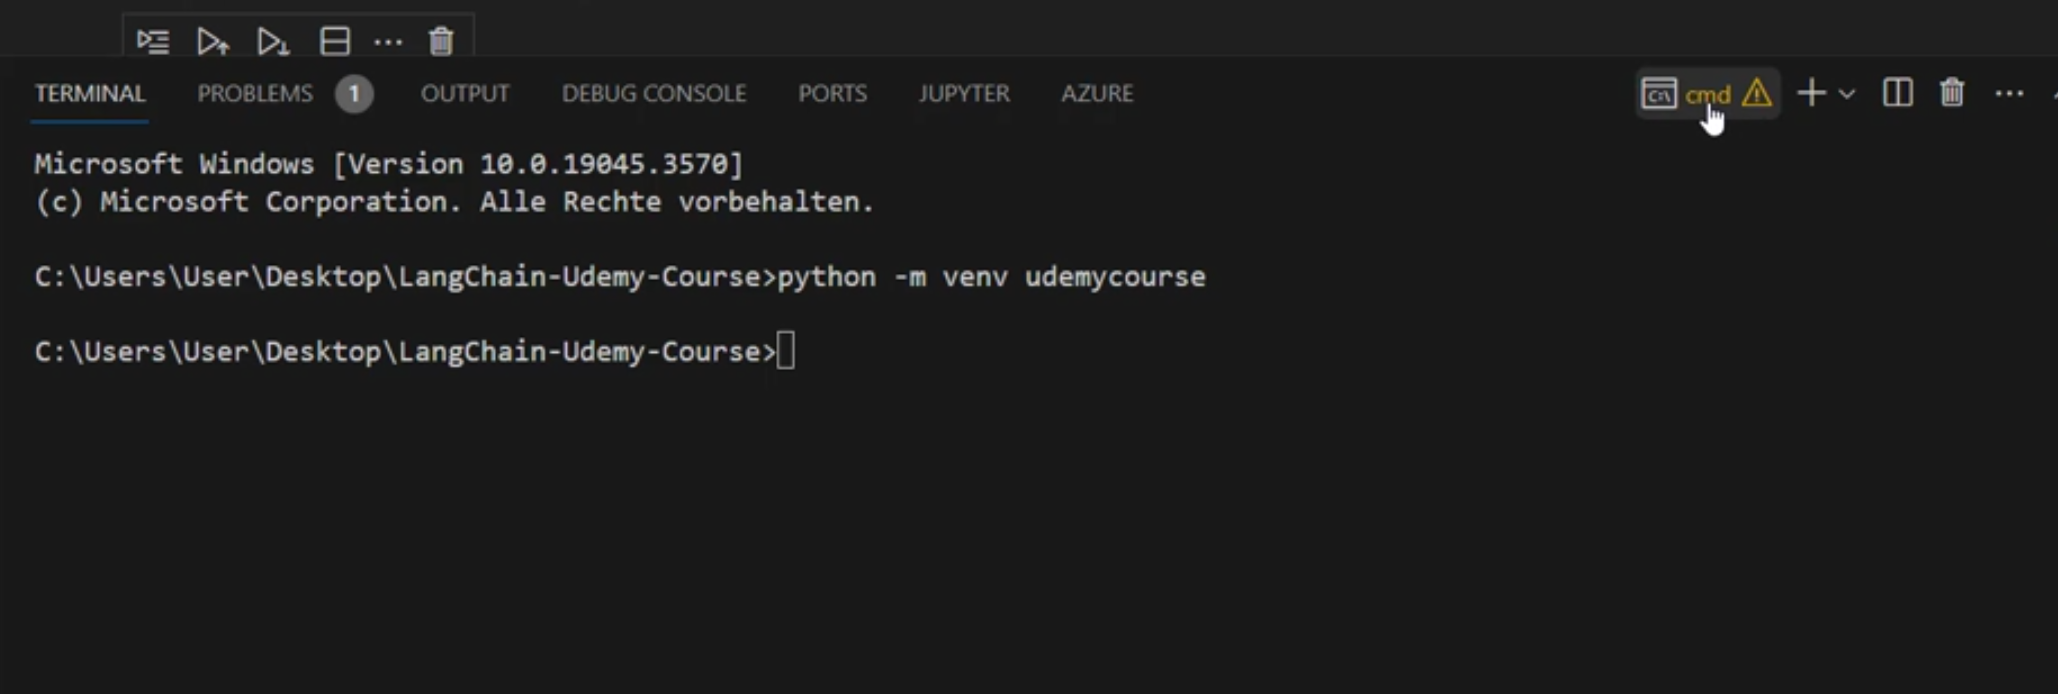 TERMINAL PROBLEMS 1 OUTPUT DEBUG CONSOLE PORTS JUPYTER AZURE cmd
Microsoft Windows [Version 10.0.19045.3570]
(c) Microsoft Corporation. Alle Rechte vorbehalten.
C:\Users\User\Desktop\LangChain-Udemy-Course>python -m venv udemycourse
C:\Users\User\Desktop\LangChain-Udemy-Course>